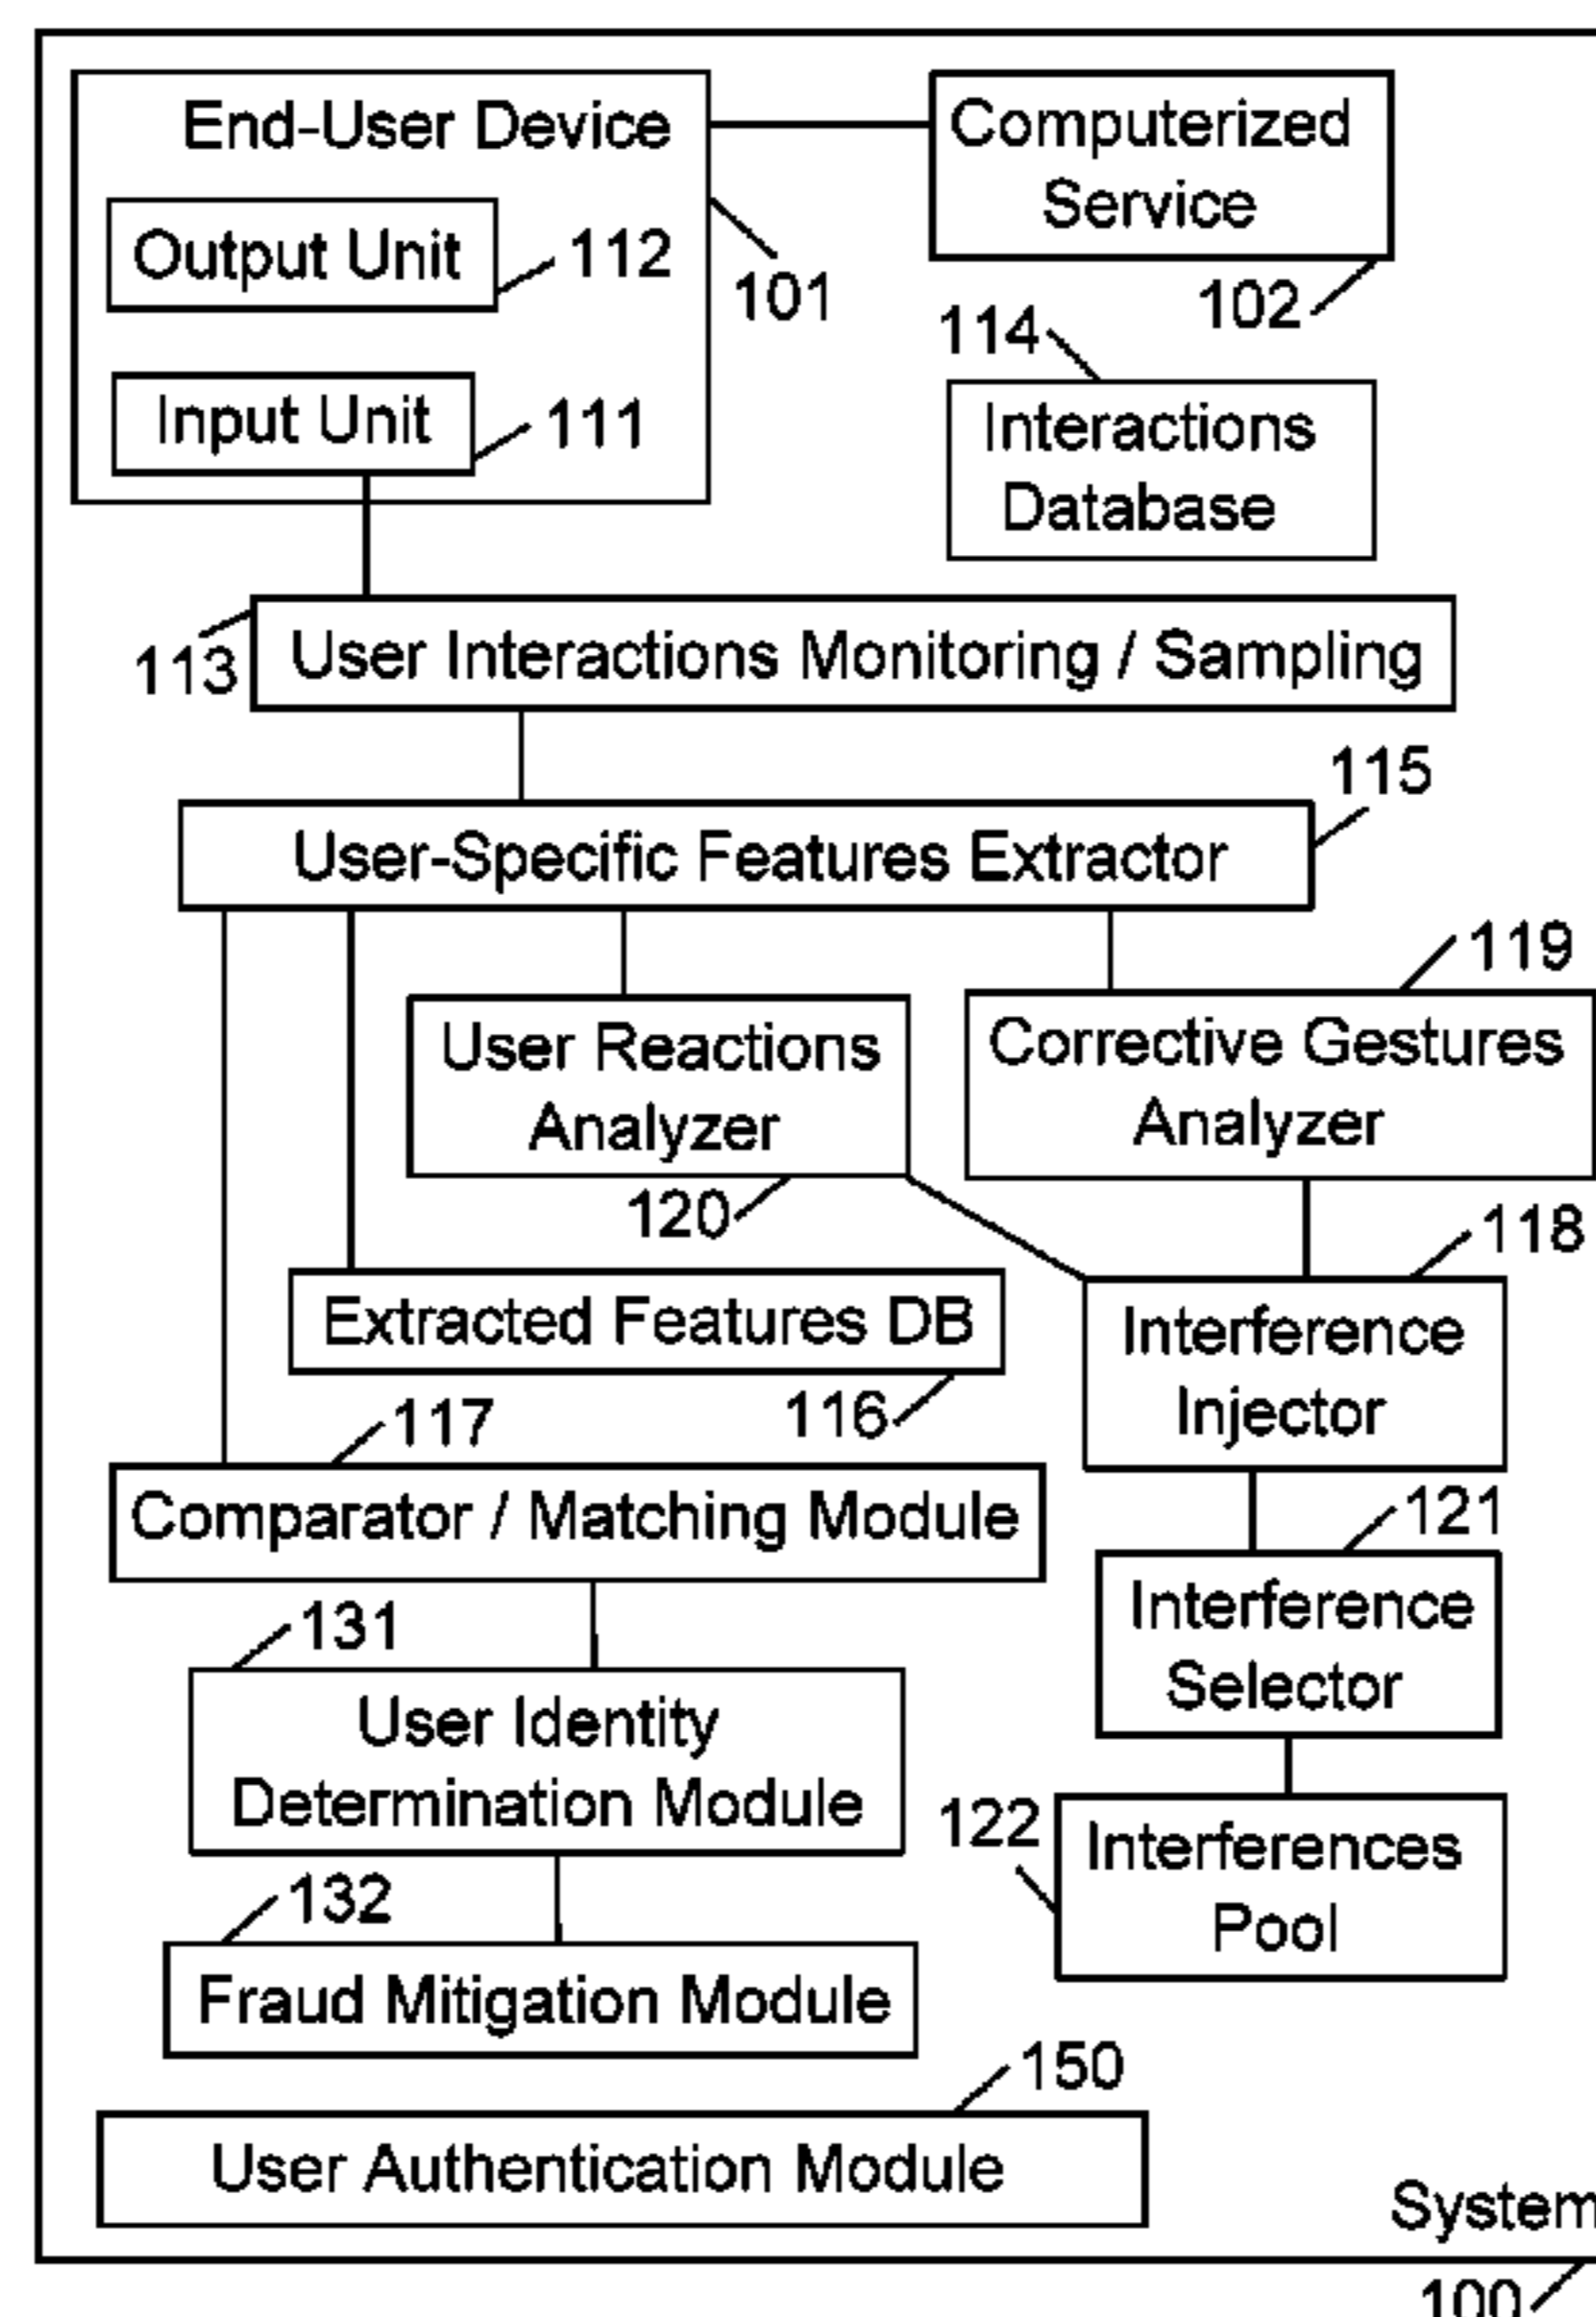 End-User Device
Computerized
Service
Output Unit
112
101
102
114
Input Unit
111
Interactions
Database
113
User Interactions Monitoring / Sampling
115
User-Specific Features Extractor
119
User Reactions
Analyzer
Corrective Gestures
Analyzer
120
118
Extracted Features DB
116
Interference
Injector
117
Comparator / Matching Module
121
131
Interference
Selector
User Identity
Determination Module
122
Interferences
Pool
132
Fraud Mitigation Module
150
User Authentication Module
System
100